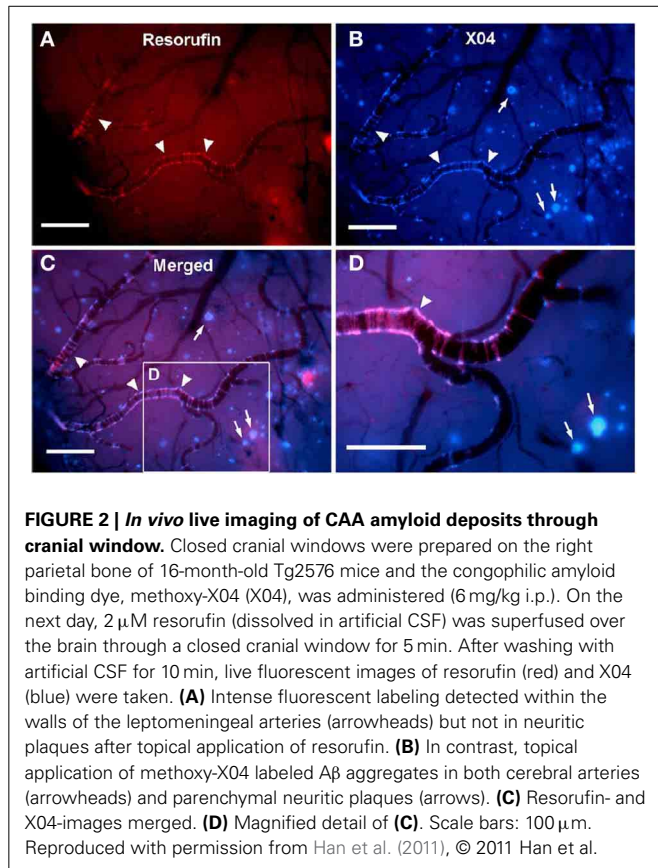 A
Resorufin
B
X04
C
Merged
D
D
FIGURE 2 | In vivo live imaging of CAA amyloid deposits through
cranial window. Closed cranial windows were prepared on the right
parietal bone of 16-month-old Tg2576 mice and the congophilic amyloid
binding dye, methoxy-X04 (X04), was administered (6 mg/kg i.p.). On the
next day, 2 μM resorufin (dissolved in artificial CSF) was superfused over
the brain through a closed cranial window for 5 min. After washing with
artificial CSF for 10 min, live fluorescent images of resorufin (red) and X04
(blue) were taken. (A) Intense fluorescent labeling detected within the
walls of the leptomeningeal arteries (arrowheads) but not in neuritic
plaques after topical application of resorufin. (B) In contrast, topical
application of methoxy-X04 labeled Aβ aggregates in both cerebral arteries
(arrowheads) and parenchymal neuritic plaques (arrows). (C) Resorufin- and
X04-images merged. (D) Magnified detail of (C). Scale bars: 100 μm.
Reproduced with permission from Han et al. (2011), © 2011 Han et al.